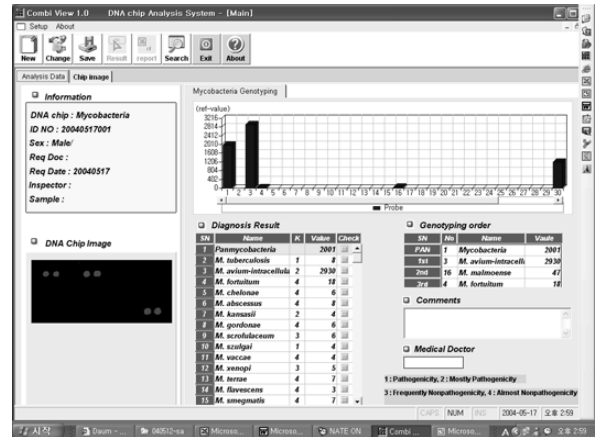 Combi View 1.0 DNA chip Analysis System - [Main]
Setup About
New Change Save Result report Search Exit About
Analysis Data Chip image
Information
DNA chip : Mycobacteria
ID NO : 20040517001
Sex : Male/
Req Doc :
Req Date : 20040517
Inspector :
Sample :
DNA Chip Image
Mycobacteria Genotyping
(ref-value)
3216
2814
2412
2010
1608
1206
804
402
0
1 2 3 4 5 6 7 8 9 10 11 12 13 14 15 16 17 18 19 20 21 22 23 24 25 26 27 28 29 30
Probe
Diagnosis Result
SN Name K Value Check
1 Panmycobacteria 2001
2 M. tuberculosis 1 8
3 M. avium-intracellula 2 2930
4 M. fortuitum 4 18
5 M. chelonae 4 6
6 M. abscessus 4 8
7 M. kansasii 2 4
8 M. gordonae 4 6
9 M. scrofulaceum 3 6
10 M. szulgai 1 4
11 M. vaccae 4 4
12 M. xenopi 3 5
13 M. terrae 4 7
14 M. flavescens 4 3
15 M. smegmatis 4 7
Genotyping order
SN No Name Vaule
PAN 1 Mycobacteria 2001
1st 3 M. avium-intracelli 2930
2nd 16 M. malmoense 47
3rd 4 M. fortuitum 18
Comments
Medical Doctor
1 : Pathogenicity, 2 : Mostly Pathogenicity
3 : Frequently Nonpathogenicity, 4 : Almost Nonpathogenicity
CAPS NUM INS 2004-05-17 오후 2:59
시작 Daum - ... 040512-sa Microso... Microso... NATE ON Combi ... Microso... 오후 2:59